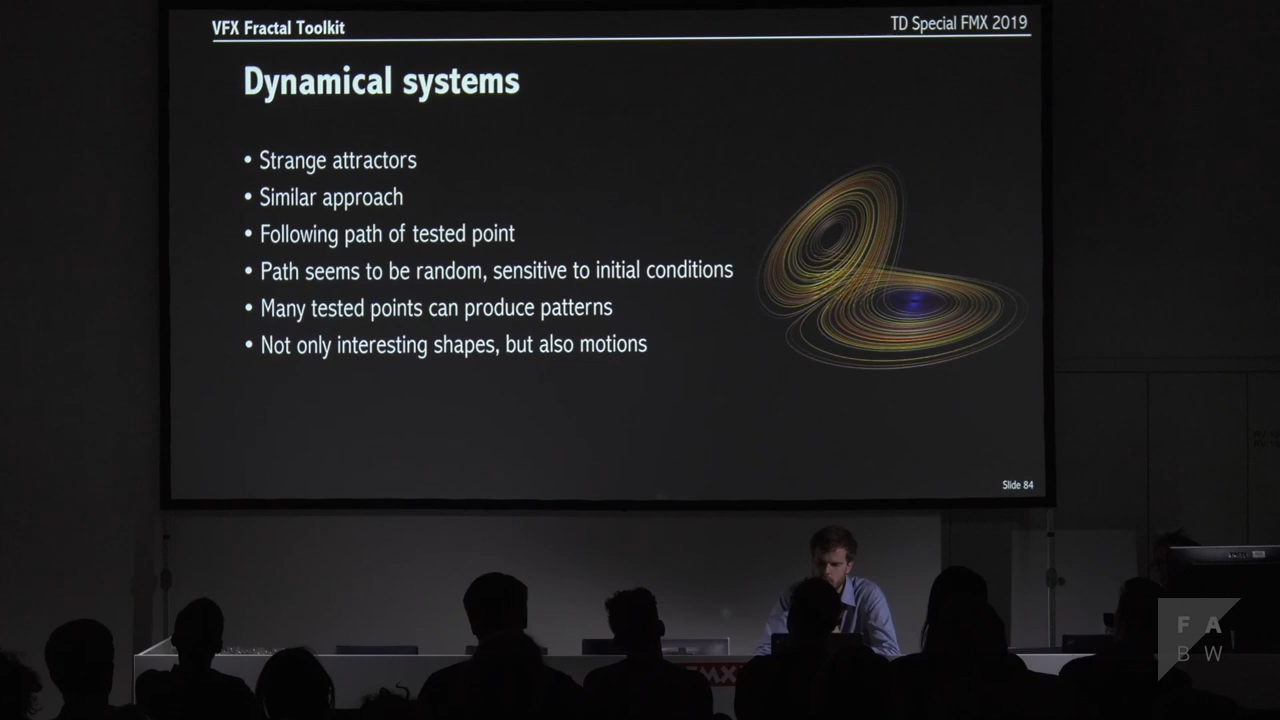 VFX Fractal Toolkit
TD Special FMX 2019
Dynamical systems
• Strange attractors
• Similar approach
• Following path of tested point
• Path seems to be random, sensitive to initial conditions
• Many tested points can produce patterns
• Not only interesting shapes, but also motions
Slide 84
FMX
F A
B W